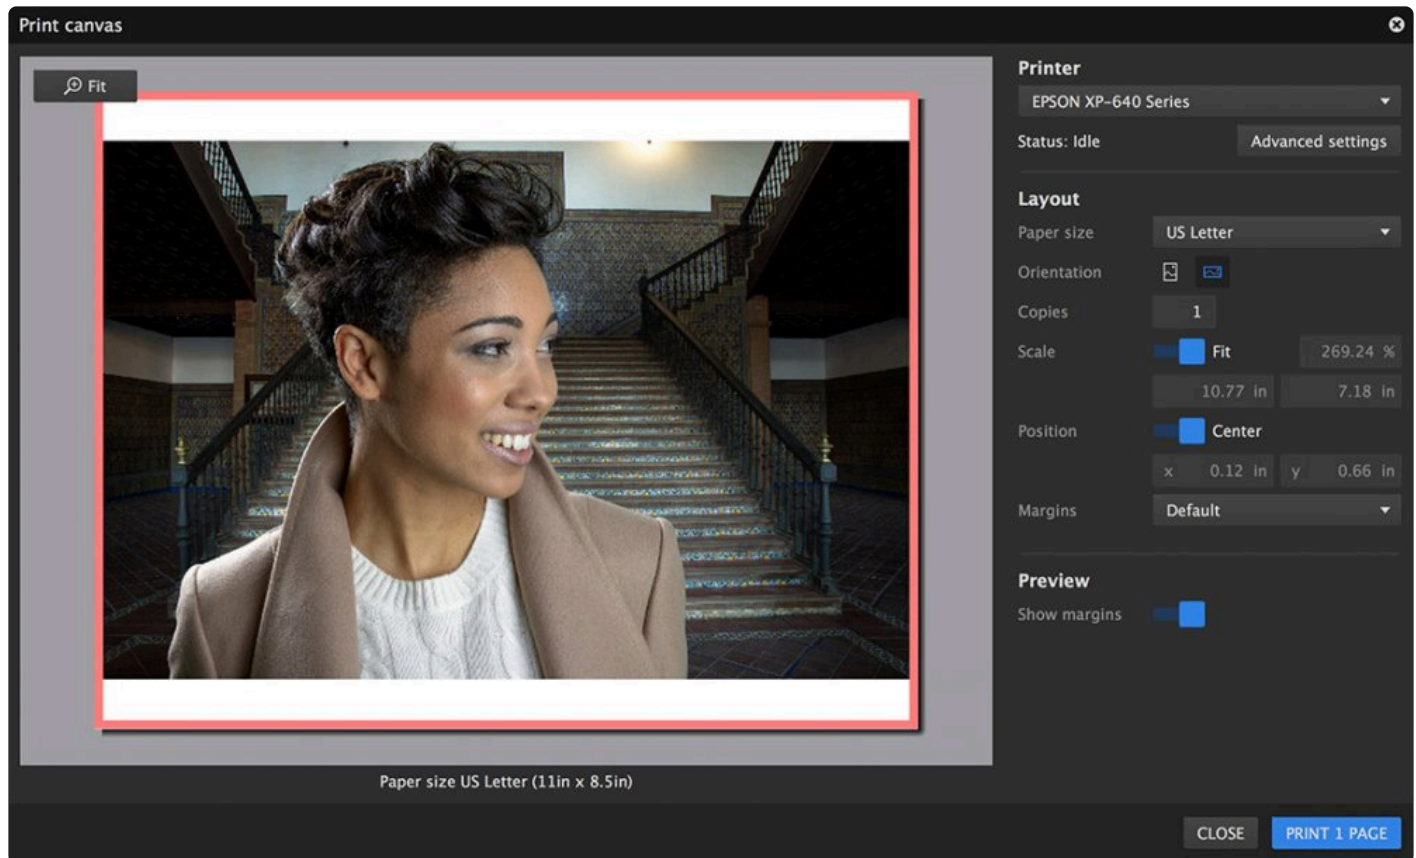 Print canvas
Fit
Printer
EPSON XP-640 Series
Status: Idle
Advanced settings
Layout
Paper size US Letter
Orientation
Copies 1
Scale Fit 269.24 %
10.77 in 7.18 in
Position Center
x 0.12 in y 0.66 in
Margins Default
Preview
Show margins
Paper size US Letter (11in x 8.5in)
CLOSE PRINT 1 PAGE